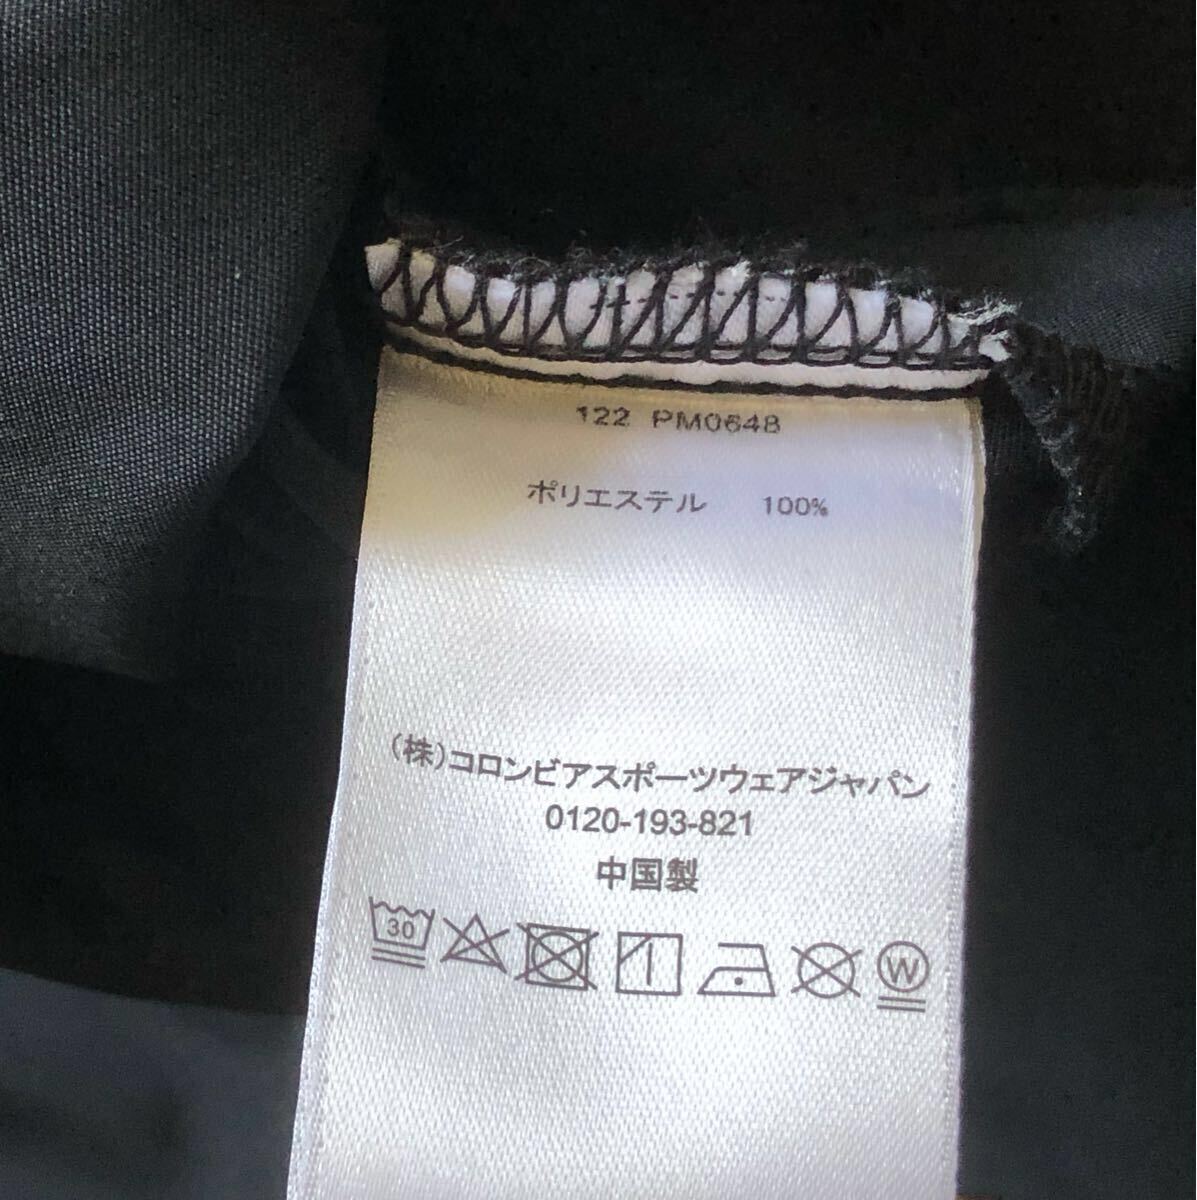 122 PM0648
ポリエステル 100%
(株)コロンビアスポーツウェアジャパン
0120-193-821
中国製
30
W